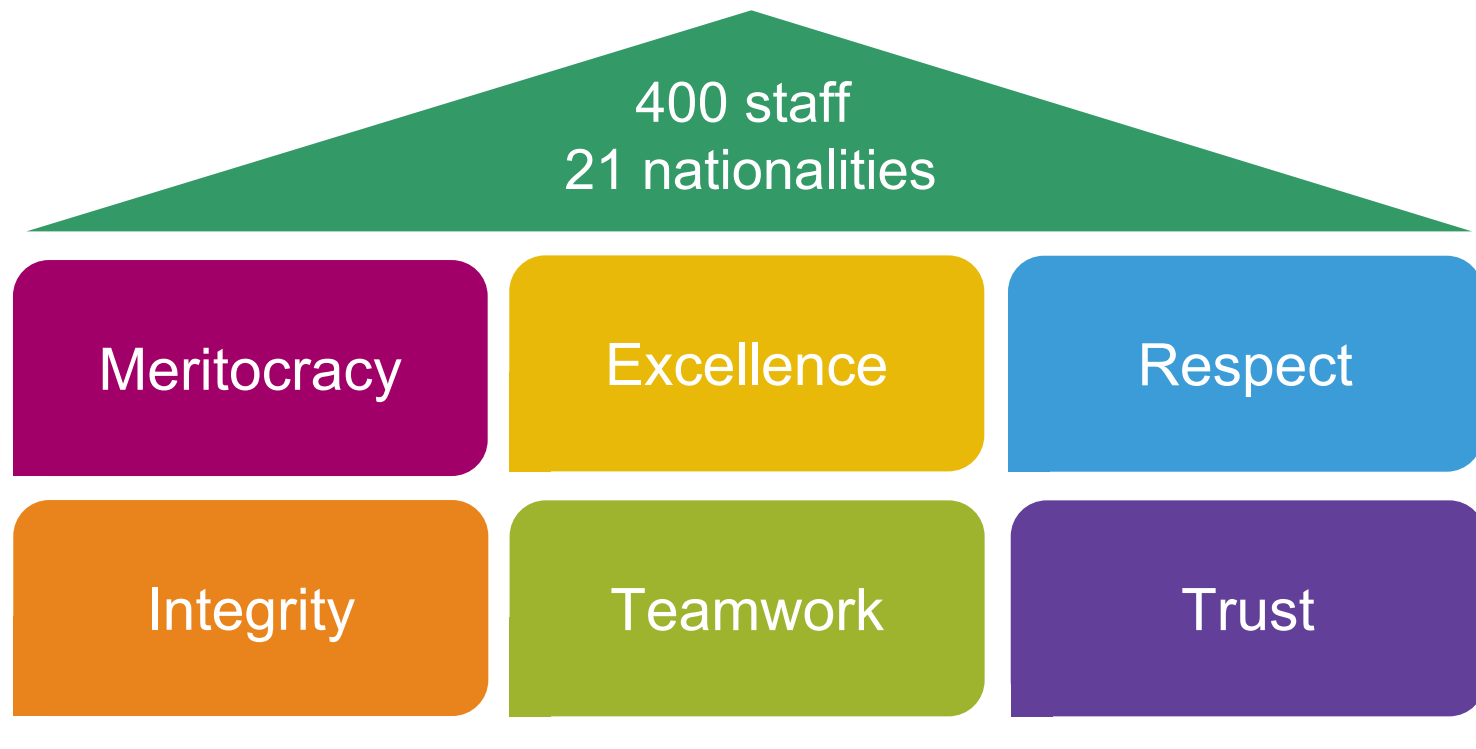 400 staff
21 nationalities
Meritocracy
Excellence
Respect
Integrity
Teamwork
Trust